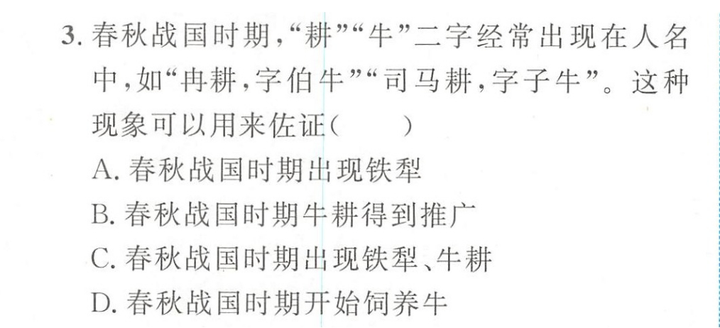 3. 春秋战国时期,“耕”“牛”二字经常出现在人名
中,如“冉耕,字伯牛”“司马耕,字子牛”。这种
现象可以用来佐证(　　)
A. 春秋战国时期出现铁犁
B. 春秋战国时期牛耕得到推广
C. 春秋战国时期出现铁犁、牛耕
D. 春秋战国时期开始饲养牛